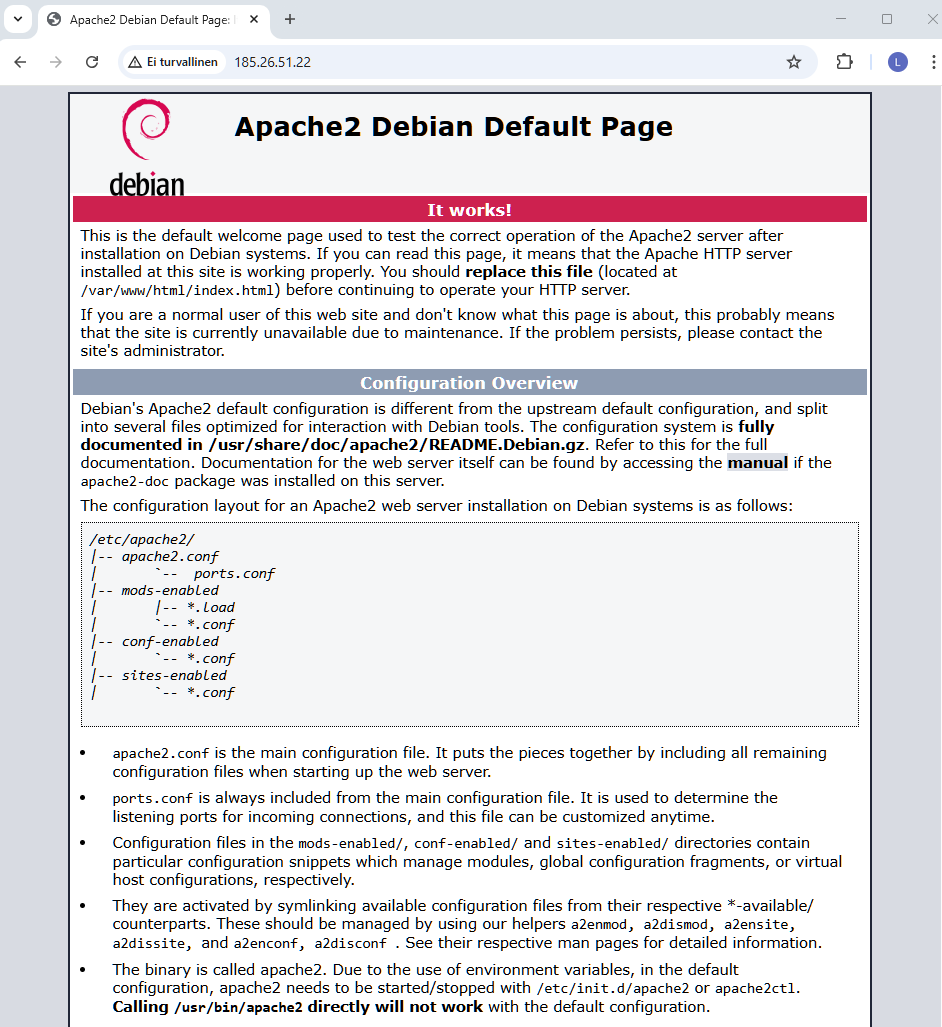 Apache2 Debian Default Page:
Ei turvallinen
185.26.51.22
L
debian
Apache2 Debian Default Page
It works!
This is the default welcome page used to test the correct operation of the Apache2 server after
installation on Debian systems. If you can read this page, it means that the Apache HTTP server
installed at this site is working properly. You should replace this file (located at
/var/www/html/index.html) before continuing to operate your HTTP server.
If you are a normal user of this web site and don't know what this page is about, this probably means
that the site is currently unavailable due to maintenance. If the problem persists, please contact the
site's administrator.
Configuration Overview
Debian's Apache2 default configuration is different from the upstream default configuration, and split
into several files optimized for interaction with Debian tools. The configuration system is fully
documented in /usr/share/doc/apache2/README.Debian.gz. Refer to this for the full
documentation. Documentation for the web server itself can be found by accessing the manual if the
apache2-doc package was installed on this server.
The configuration layout for an Apache2 web server installation on Debian systems is as follows:
/etc/apache2/
|-- apache2.conf
|       `--  ports.conf
|-- mods-enabled
|       |-- *.load
|       `-- *.conf
|-- conf-enabled
|       `-- *.conf
|-- sites-enabled
|       `-- *.conf
• apache2.conf is the main configuration file. It puts the pieces together by including all remaining
configuration files when starting up the web server.
• ports.conf is always included from the main configuration file. It is used to determine the
listening ports for incoming connections, and this file can be customized anytime.
• Configuration files in the mods-enabled/, conf-enabled/ and sites-enabled/ directories contain
particular configuration snippets which manage modules, global configuration fragments, or virtual
host configurations, respectively.
• They are activated by symlinking available configuration files from their respective *-available/
counterparts. These should be managed by using our helpers a2enmod, a2dismod, a2ensite,
a2dissite, and a2enconf, a2disconf . See their respective man pages for detailed information.
• The binary is called apache2. Due to the use of environment variables, in the default
configuration, apache2 needs to be started/stopped with /etc/init.d/apache2 or apache2ctl.
Calling /usr/bin/apache2 directly will not work with the default configuration.